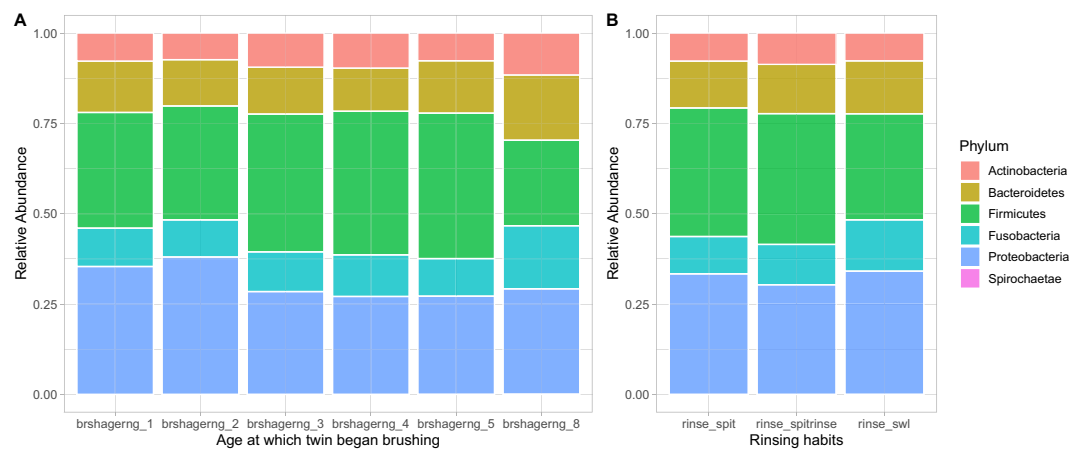 A
Relative Abundance
1.00
0.75
0.50
0.25
0.00
brshagerng_1 brshagerng_2 brshagerng_3 brshagerng_4 brshagerng_5 brshagerng_8
Age at which twin began brushing
B
Relative Abundance
1.00
0.75
0.50
0.25
0.00
rinse_spit rinse_spitrinse rinse_swl
Rinsing habits
Phylum
Actinobacteria
Bacteroidetes
Firmicutes
Fusobacteria
Proteobacteria
Spirochaetae